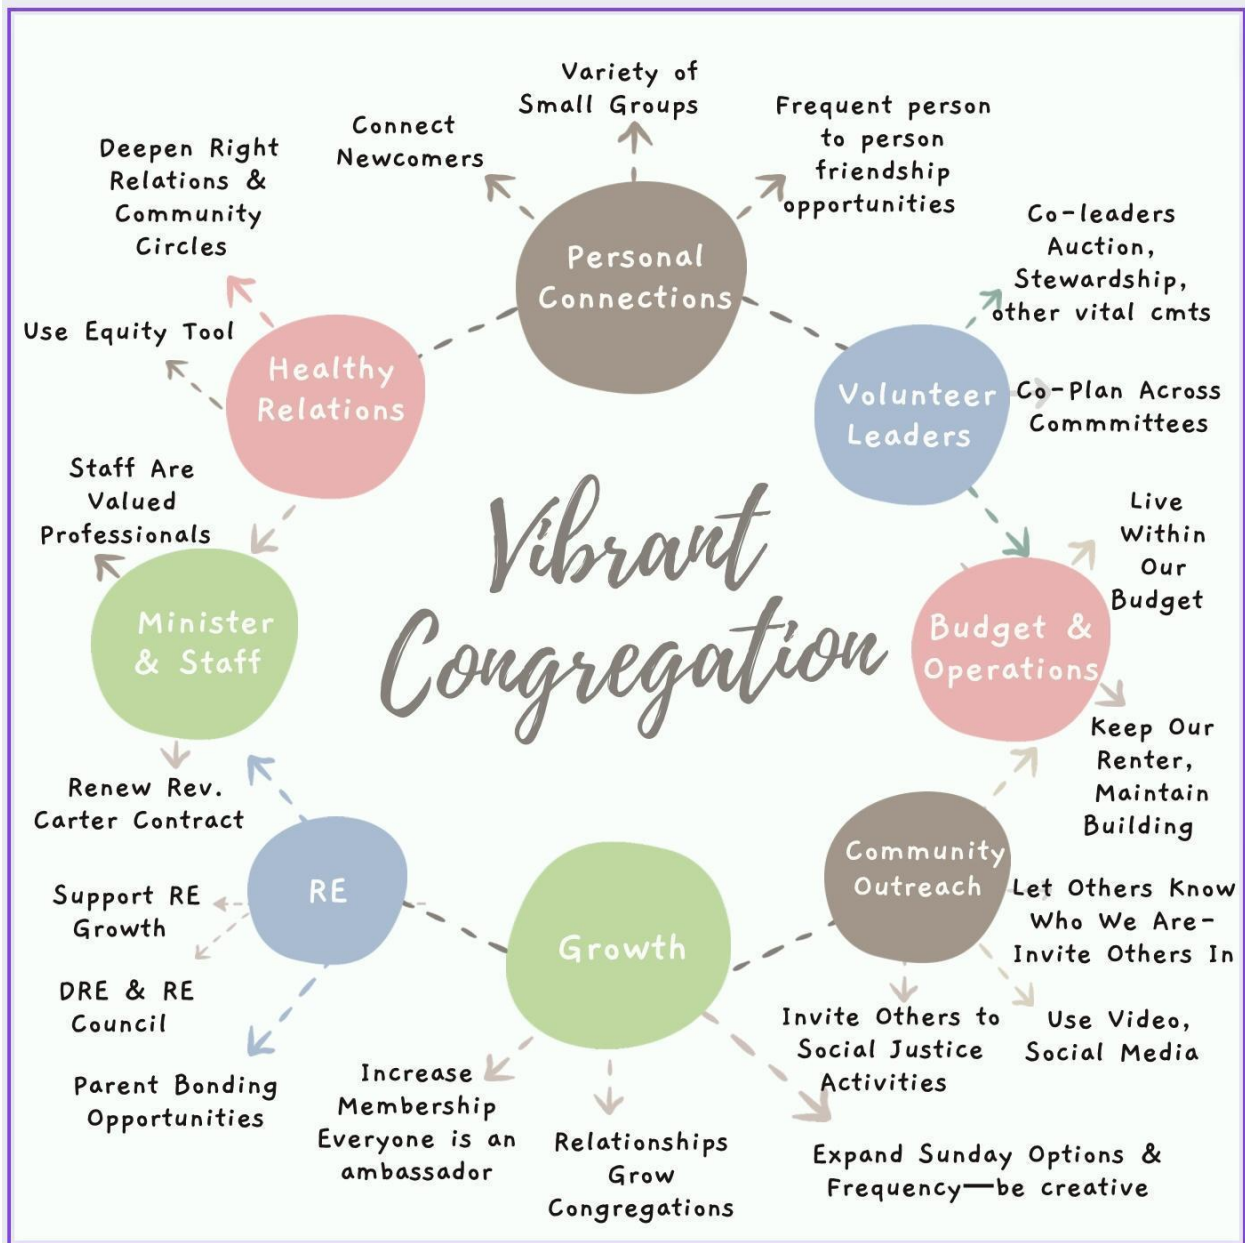 Variety of
Small Groups
Connect
Newcomers
Frequent person
to person
friendship
opportunities
Deepen Right
Relations &
Community
Circles
Co-leaders
Auction,
Stewardship,
other vital cmts
Personal
Connections
Use Equity Tool
Healthy
Relations
Volunteer
Leaders
Co-Plan Across
Commmittees
Staff Are
Valued
Professionals
Vibrant
Congregation
Live
Within
Our
Budget
Minister
& Staff
Budget &
Operations
Keep Our
Renter,
Maintain
Building
Renew Rev.
Carter Contract
Community
Outreach
Let Others Know
Who We Are-
Invite Others In
RE
Support RE
Growth
Growth
DRE & RE
Council
Invite Others to
Social Justice
Activities
Use Video,
Social Media
Parent Bonding
Opportunities
Increase
Membership
Everyone is an
ambassador
Relationships
Grow
Congregations
Expand Sunday Options &
Frequency—be creative